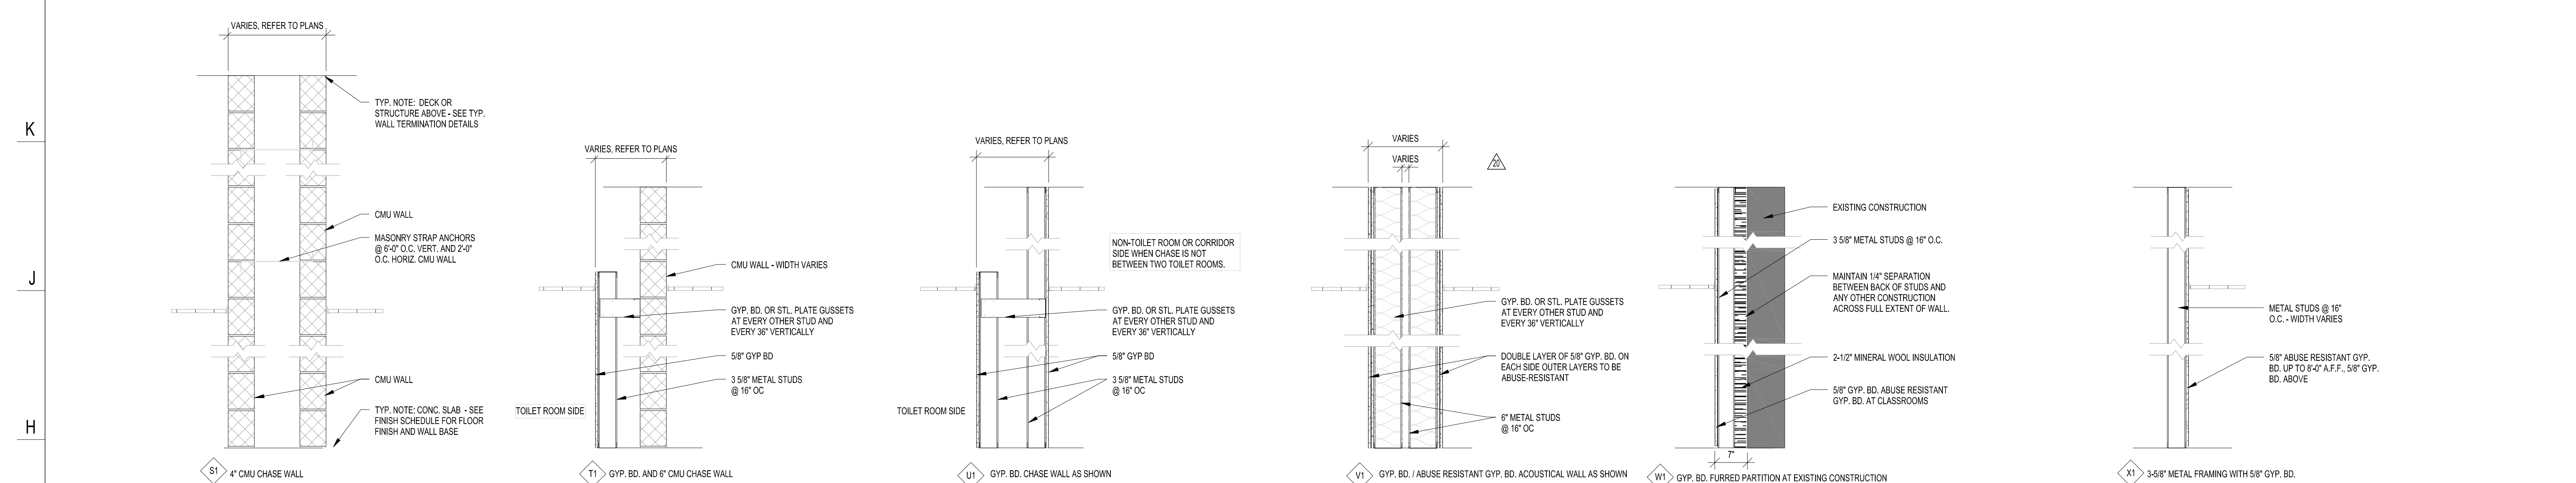 K
J
H
VARIES, REFER TO PLANS
TYP. NOTE: DECK OR
STRUCTURE ABOVE - SEE TYP.
WALL TERMINATION DETAILS
CMU WALL
MASONRY STRAP ANCHORS
@ 6'-0" O.C. VERT. AND 2'-0"
O.C. HORIZ. CMU WALL
CMU WALL
TYP. NOTE: CONC. SLAB - SEE
FINISH SCHEDULE FOR FLOOR
FINISH AND WALL BASE
S1
4" CMU CHASE WALL
VARIES, REFER TO PLANS
CMU WALL - WIDTH VARIES
GYP. BD. OR STL. PLATE GUSSETS
AT EVERY OTHER STUD AND
EVERY 36" VERTICALLY
5/8" GYP BD
3 5/8" METAL STUDS
@ 16" OC
TOILET ROOM SIDE
T1
GYP. BD. AND 6" CMU CHASE WALL
VARIES, REFER TO PLANS
NON-TOILET ROOM OR CORRIDOR
SIDE WHEN CHASE IS NOT
BETWEEN TWO TOILET ROOMS.
GYP. BD. OR STL. PLATE GUSSETS
AT EVERY OTHER STUD AND
EVERY 36" VERTICALLY
5/8" GYP BD
3 5/8" METAL STUDS
@ 16" OC
TOILET ROOM SIDE
U1
GYP. BD. CHASE WALL AS SHOWN
VARIES
VARIES
20
GYP. BD. OR STL. PLATE GUSSETS
AT EVERY OTHER STUD AND
EVERY 36" VERTICALLY
DOUBLE LAYER OF 5/8" GYP. BD. ON
EACH SIDE OUTER LAYERS TO BE
ABUSE-RESISTANT
6" METAL STUDS
@ 16" OC
V1
GYP. BD. / ABUSE RESISTANT GYP. BD. ACOUSTICAL WALL AS SHOWN
EXISTING CONSTRUCTION
3 5/8" METAL STUDS @ 16" O.C.
MAINTAIN 1/4" SEPARATION
BETWEEN BACK OF STUDS AND
ANY OTHER CONSTRUCTION
ACROSS FULL EXTENT OF WALL.
2-1/2" MINERAL WOOL INSULATION
5/8" GYP. BD. ABUSE RESISTANT
GYP. BD. AT CLASSROOMS
7"
W1
GYP. BD. FURRED PARTITION AT EXISTING CONSTRUCTION
METAL STUDS @ 16"
O.C. - WIDTH VARIES
5/8" ABUSE RESISTANT GYP.
BD. UP TO 8'-0" A.F.F., 5/8" GYP.
BD. ABOVE
X1
3-5/8" METAL FRAMING WITH 5/8" GYP. BD.